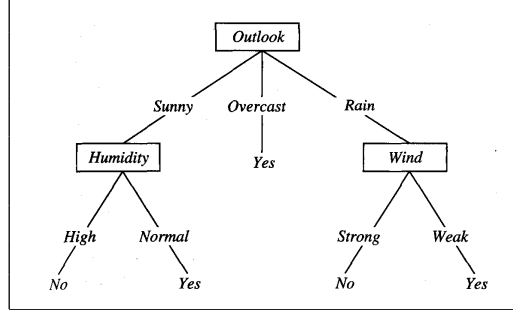 Outlook
Sunny Overcast Rain
Humidity Yes Wind
High Normal Strong Weak
No Yes No Yes